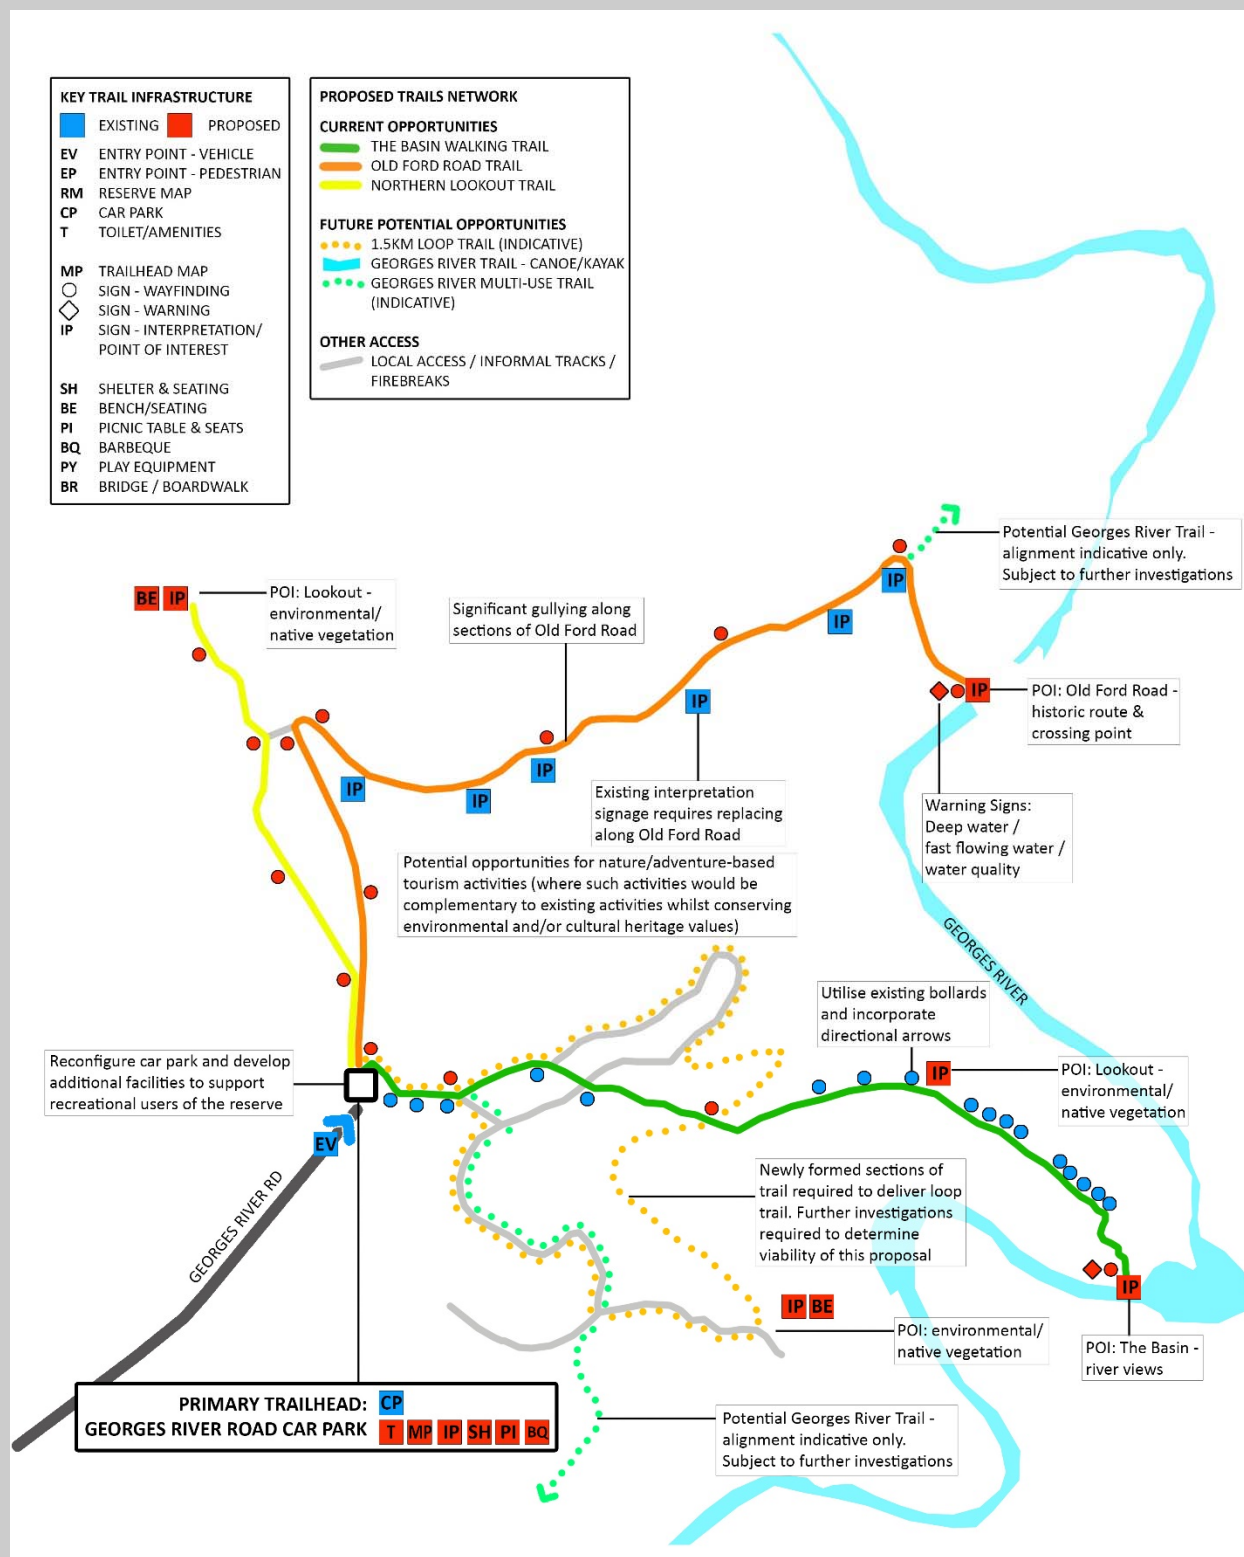 KEY TRAIL INFRASTRUCTURE
EXISTING PROPOSED
EV ENTRY POINT - VEHICLE
EP ENTRY POINT - PEDESTRIAN
RM RESERVE MAP
CP CAR PARK
T TOILET/AMENITIES
MP TRAILHEAD MAP
SIGN - WAYFINDING
SIGN - WARNING
IP SIGN - INTERPRETATION/
POINT OF INTEREST
SH SHELTER & SEATING
BE BENCH/SEATING
PI PICNIC TABLE & SEATS
BQ BARBEQUE
PY PLAY EQUIPMENT
BR BRIDGE / BOARDWALK
PROPOSED TRAILS NETWORK
CURRENT OPPORTUNITIES
THE BASIN WALKING TRAIL
OLD FORD ROAD TRAIL
NORTHERN LOOKOUT TRAIL
FUTURE POTENTIAL OPPORTUNITIES
1.5KM LOOP TRAIL (INDICATIVE)
GEORGES RIVER TRAIL - CANOE/KAYAK
GEORGES RIVER MULTI-USE TRAIL
(INDICATIVE)
OTHER ACCESS
LOCAL ACCESS / INFORMAL TRACKS /
FIREBREAKS
Potential Georges River Trail -
alignment indicative only.
Subject to further investigations
IP
BE IP
POI: Lookout -
environmental/
native vegetation
Significant gullying along
sections of Old Ford Road
IP
IP
IP
POI: Old Ford Road -
historic route &
crossing point
IP
IP
IP
Existing interpretation
signage requires replacing
along Old Ford Road
Warning Signs:
Deep water /
fast flowing water /
water quality
Potential opportunities for nature/adventure-based
tourism activities (where such activities would be
complementary to existing activities whilst conserving
environmental and/or cultural heritage values)
GEORGES RIVER
Utilise existing bollards
and incorporate
directional arrows
IP
POI: Lookout -
environmental/
native vegetation
Reconfigure car park and develop
additional facilities to support
recreational users of the reserve
EV
GEORGES RIVER RD
Newly formed sections of
trail required to deliver loop
trail. Further investigations
required to determine
viability of this proposal
IP
IP BE
POI: environmental/
native vegetation
POI: The Basin -
river views
PRIMARY TRAILHEAD: CP
GEORGES RIVER ROAD CAR PARK T MP IP SH PI BQ
Potential Georges River Trail -
alignment indicative only.
Subject to further investigations